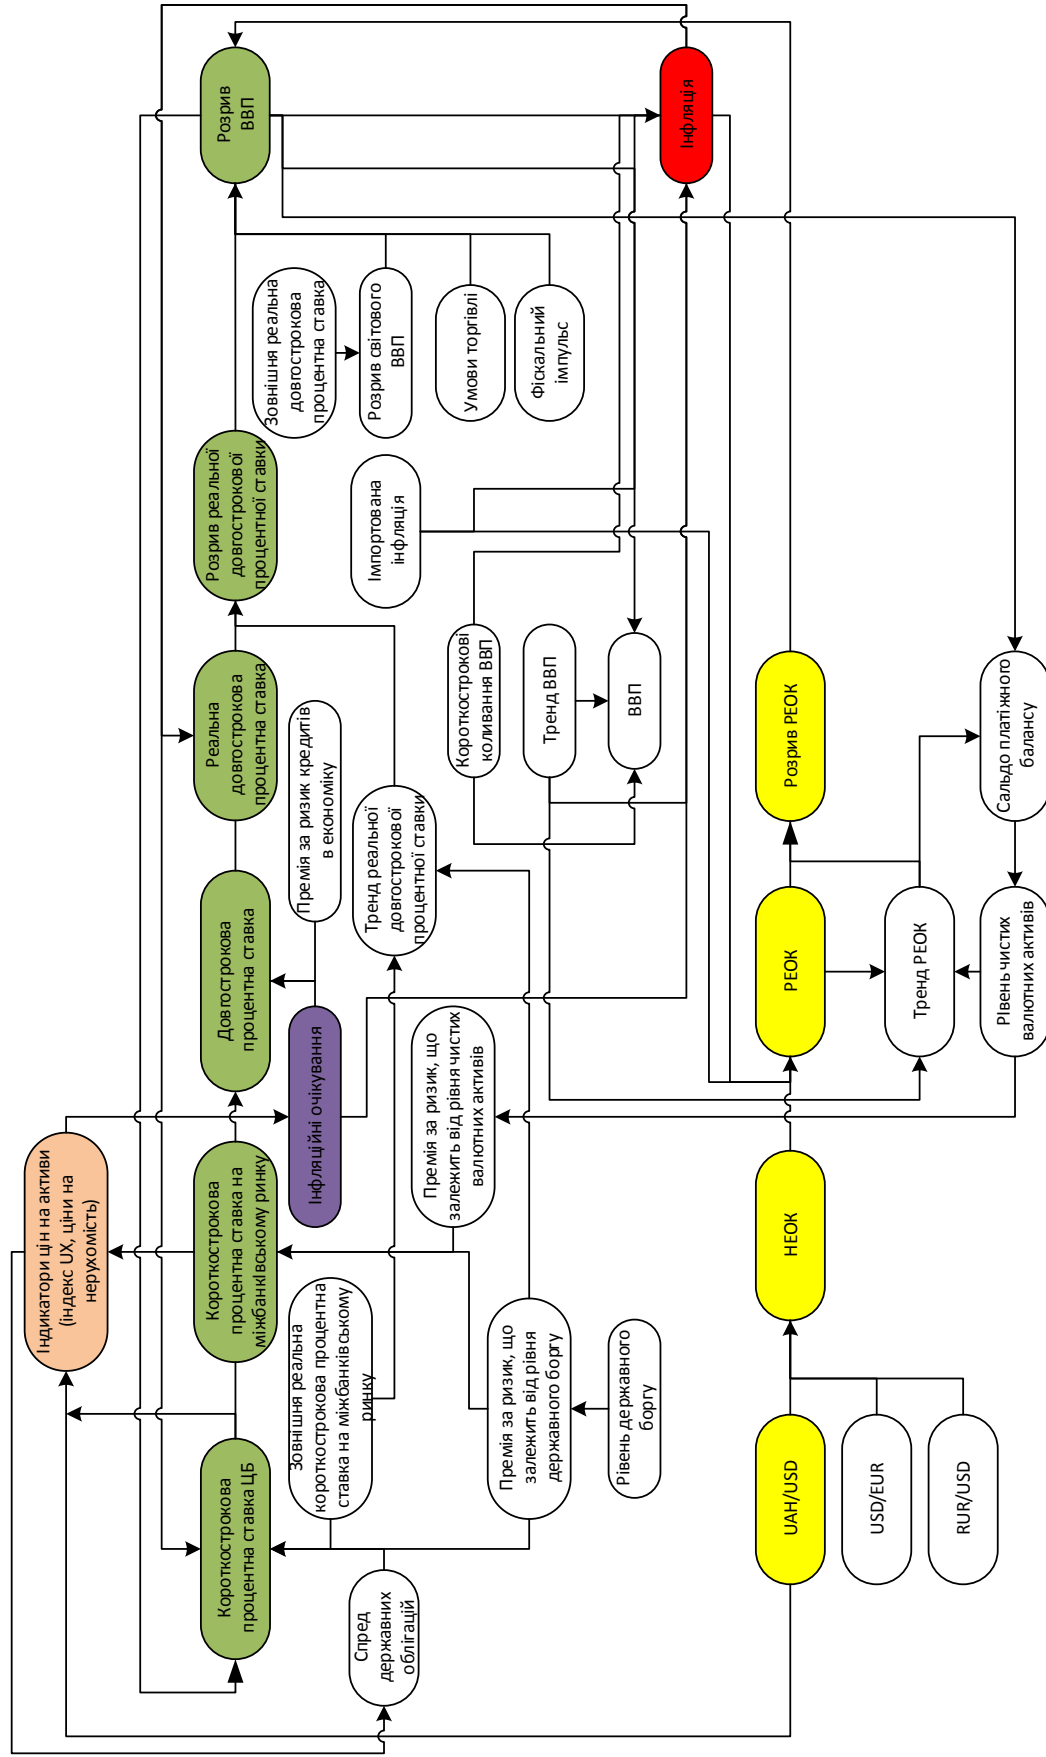 Індикатори цін на активи
(індекс UX, ціни на
нерухомість)
Короткострокова
процентна ставка ЦБ
Короткострокова
процентна ставка на
міжбанківському ринку
Довгострокова
процентна ставка
Реальна
довгострокова
процентна ставка
Розрив реальної
довгострокової
процентної ставки
Розрив
ВВП
Зовнішня реальна
короткострокова процентна
ставка на міжбанківському
ринку
Інфляційні очікування
Премія за ризик кредитів
в економіку
Зовнішня реальна
довгострокова
процентна ставка
Спред
державних
облігацій
Тренд реальної
довгострокової
процентної ставки
Імпортована
інфляція
Розрив світового
ВВП
Премія за ризик, що
залежить від рівня чистих
валютних активів
Короткострокові
коливання ВВП
Умови торгівлі
Премія за ризик, що
залежить від рівня
державного боргу
Тренд ВВП
Фіскальний
імпульс
Рівень державного
боргу
ВВП
Інфляція
UAH/USD
НЕОК
РЕОК
Розрив РЕОК
USD/EUR
Тренд РЕОК
RUR/USD
РІвень чистих
валютних активів
Сальдо платіжного
балансу